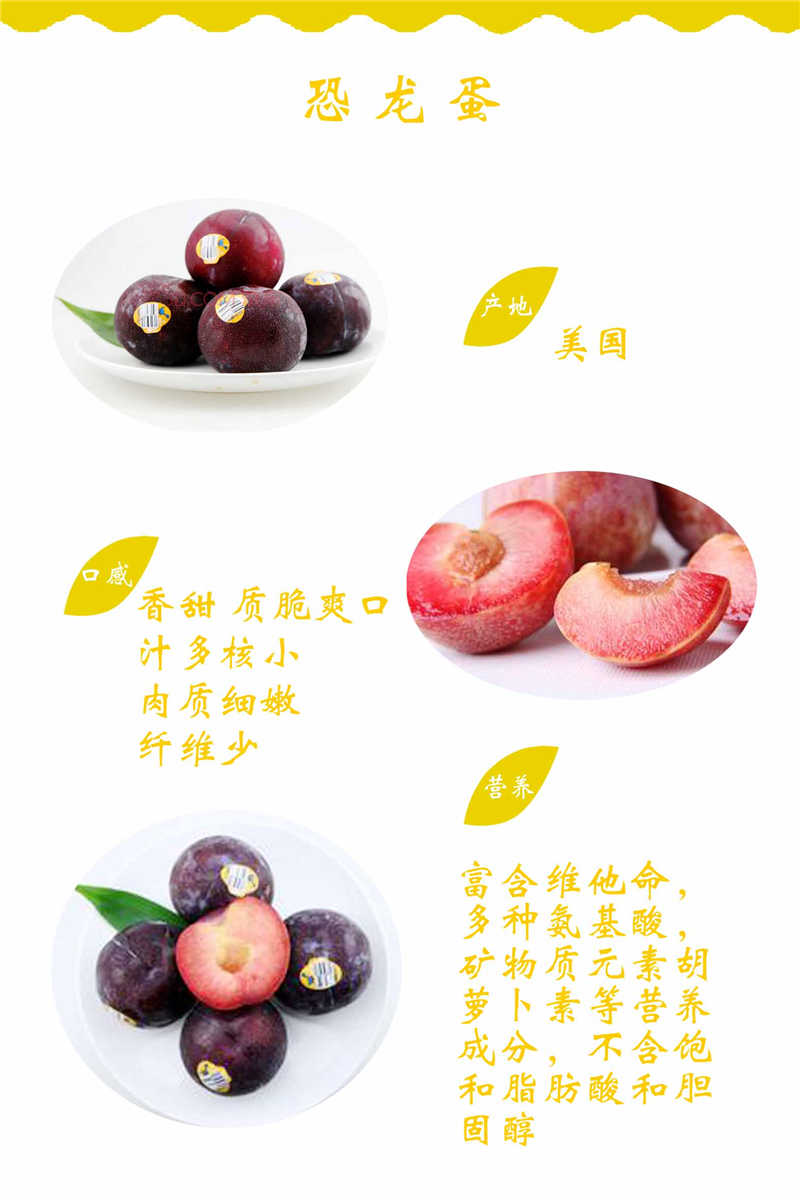 恐龙蛋
产地
美国
口感
香甜 质脆爽口
汁多核小
肉质细嫩
纤维少
营养
富含维他命，
多种氨基酸，
矿物质元素胡
萝卜素等营养
成分，不含饱
和脂肪酸和胆
固醇